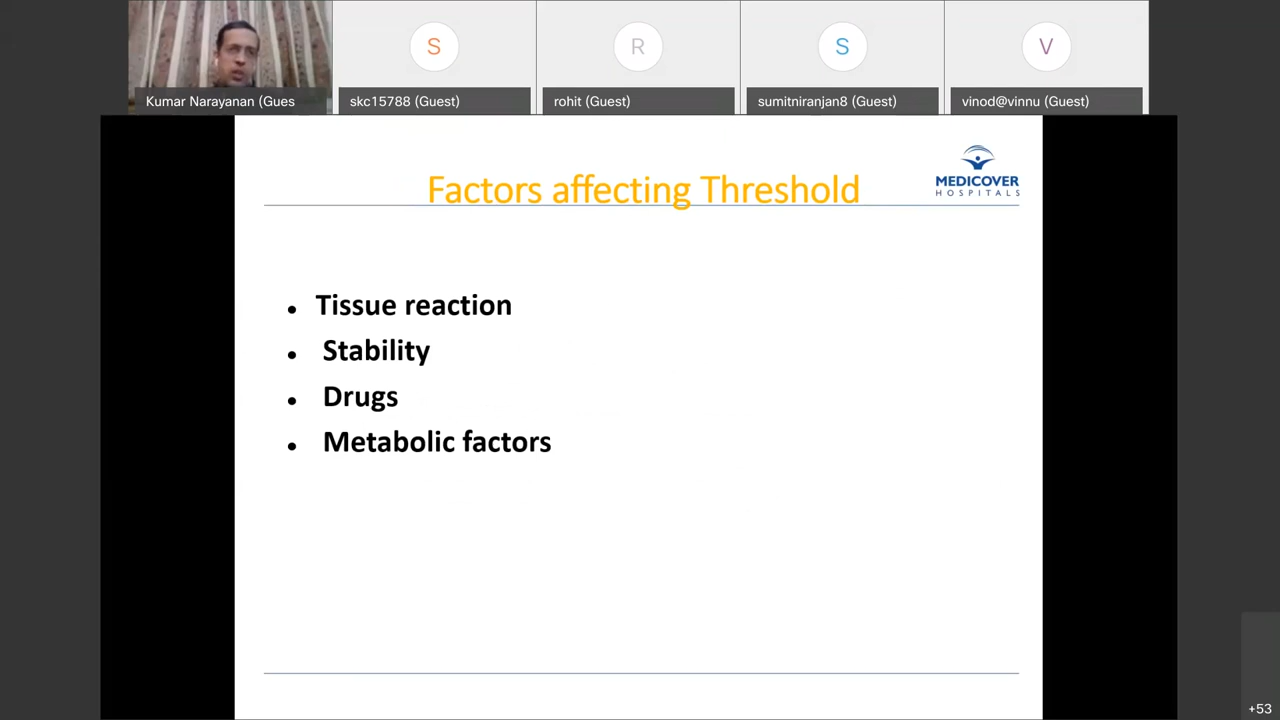 S
R
S
V
Kumar Narayanan (Gues
skc15788 (Guest)
rohit (Guest)
sumitniranjan8 (Guest)
vinod@vinnu (Guest)
MEDICOVER
HOSPITALS
Factors affecting Threshold
• Tissue reaction
• Stability
• Drugs
• Metabolic factors
+53